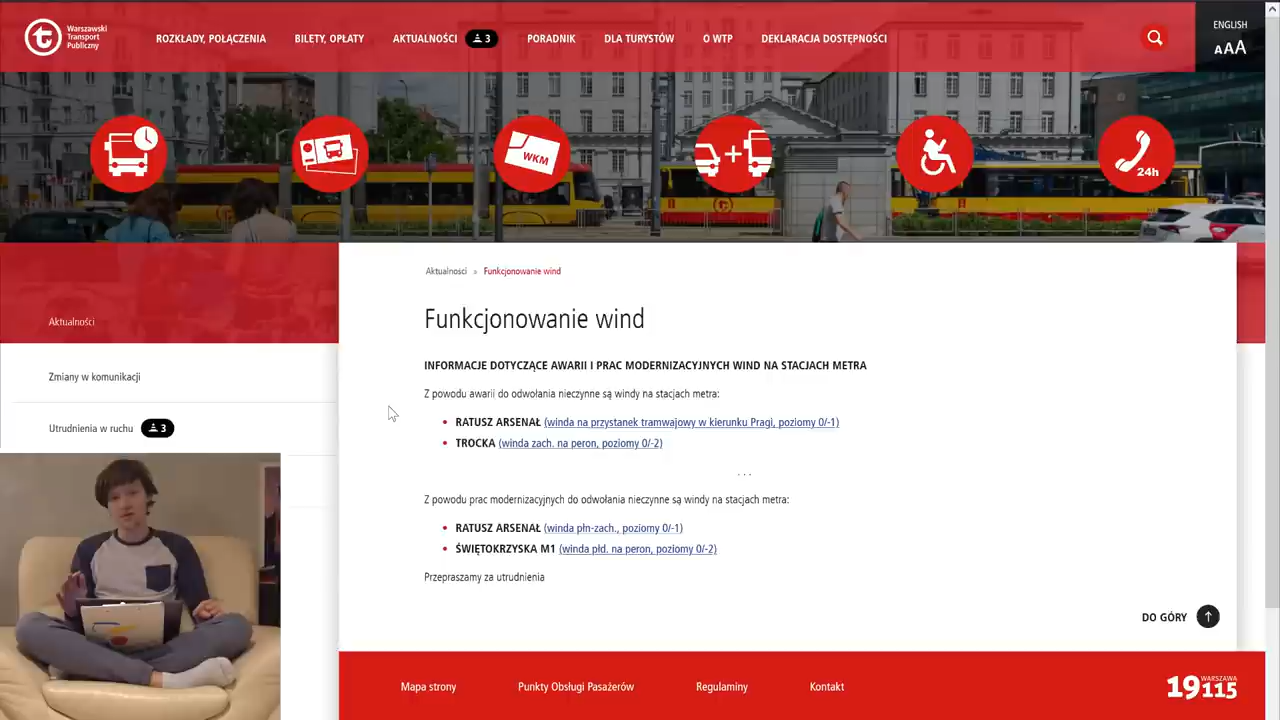 Warszawski
Transport
Publiczny
ROZKŁADY, POŁĄCZENIA
BILETY, OPŁATY
AKTUALNOŚCI 3
PORADNIK
DLA TURYSTÓW
O WTP
DEKLARACJA DOSTĘPNOŚCI
ENGLISH
AAA
WKM
24h
Aktualności
Zmiany w komunikacji
Utrudnienia w ruchu 3
Aktualności » Funkcjonowanie wind
Funkcjonowanie wind
INFORMACJE DOTYCZĄCE AWARII I PRAC MODERNIZACYJNYCH WIND NA STACJACH METRA
Z powodu awarii do odwołania nieczynne są windy na stacjach metra:
RATUSZ ARSENAŁ (winda na przystanek tramwajowy w kierunku Pragi, poziomy 0/-1)
TROCKA (winda zach. na peron, poziomy 0/-2)
. . .
Z powodu prac modernizacyjnych do odwołania nieczynne są windy na stacjach metra:
RATUSZ ARSENAŁ (winda płn-zach., poziomy 0/-1)
ŚWIĘTOKRZYSKA M1 (winda płd. na peron, poziomy 0/-2)
Przepraszamy za utrudnienia
DO GÓRY
Mapa strony
Punkty Obsługi Pasażerów
Regulaminy
Kontakt
WARSZAWA
19115